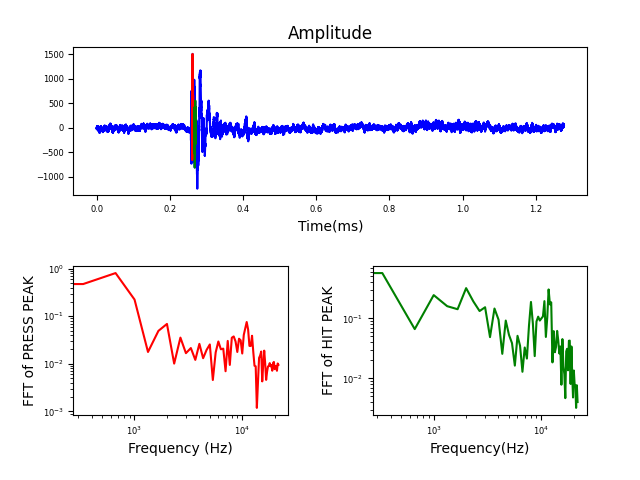 Amplitude
1500
1000
500
0
−500
−1000
0.0 0.2 0.4 0.6 0.8 1.0 1.2
Time(ms)
FFT of PRESS PEAK
10⁰
10⁻¹
10⁻²
10⁻³
10³ 10⁴
Frequency (Hz)
FFT of HIT PEAK
10⁻¹
10⁻²
10³ 10⁴
Frequency(Hz)